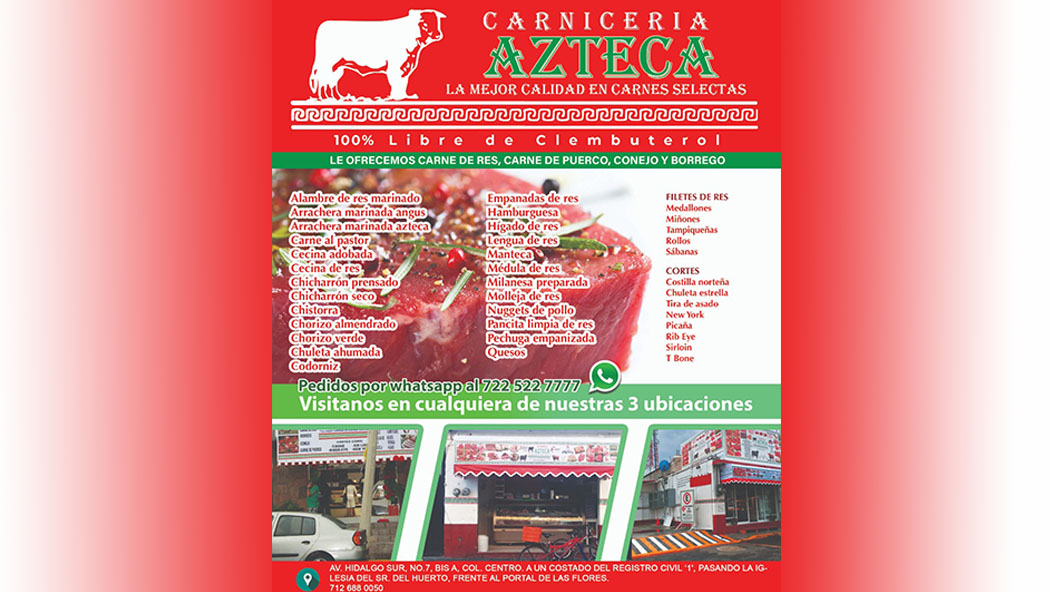 CARNICERIA
AZTECA
LA MEJOR CALIDAD EN CARNES SELECTAS
100% Libre de Clembuterol
LE OFRECEMOS CARNE DE RES, CARNE DE PUERCO, CONEJO Y BORREGO
Alambre de res marinado
Arrachera marinada angus
Arrachera marinada azteca
Carne al pastor
Cecina adobada
Cecina de res
Chicharrón prensado
Chicharrón seco
Chistorra
Chorizo almendrado
Chorizo verde
Chuleta ahumada
Codorniz
Empanadas de res
Hamburguesa
Hígado de res
Lengua de res
Manteca
Médula de res
Milanesa preparada
Molleja de res
Nuggets de pollo
Pancita limpia de res
Pechuga empanizada
Quesos
FILETES DE RES
Medallones
Miñones
Tampiqueñas
Rollos
Sábanas
CORTES
Costilla norteña
Chuleta estrella
Tira de asado
New York
Picaña
Rib Eye
Sirloin
T Bone
Pedidos por whatsapp al 722 522 7777
Visitanos en cualquiera de nuestras 3 ubicaciones
AZTECA
AV. HIDALGO SUR, NO.7, BIS A, COL. CENTRO. A UN COSTADO DEL REGISTRO CIVIL '1', PASANDO LA IG-
LESIA DEL SR. DEL HUERTO, FRENTE AL PORTAL DE LAS FLORES.
712 688 0050